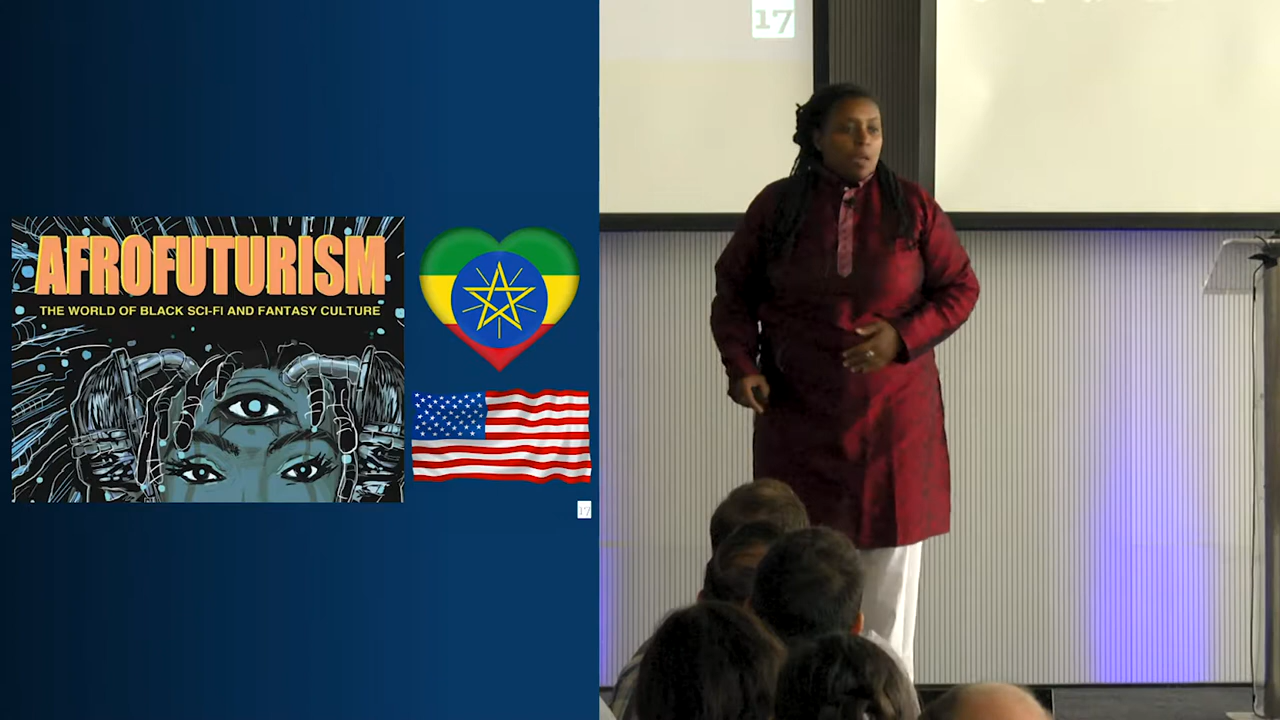 AFROFUTURISM
THE WORLD OF BLACK SCI-FI AND FANTASY CULTURE
17
17